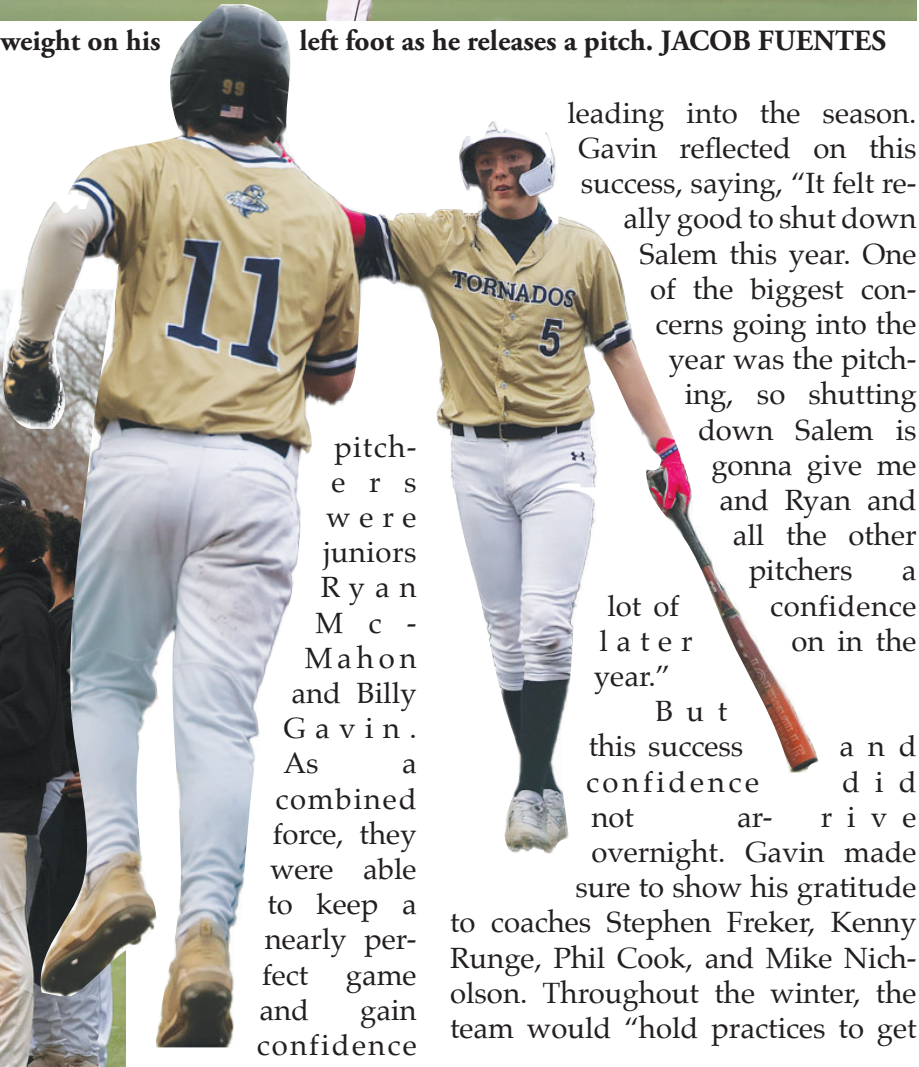 weight on his left foot as he releases a pitch. JACOB FUENTES
99
11
TORNADOS
5
pitch-
ers
were
juniors
Ryan
Mc-
Mahon
and Billy
Gavin.
As a
combined
force, they
were able
to keep a
nearly per-
fect game
and gain
confidence
leading into the season.
Gavin reflected on this
success, saying, “It felt re-
ally good to shut down
Salem this year. One
of the biggest con-
cerns going into the
year was the pitch-
ing, so shutting
down Salem is
gonna give me
and Ryan and
all the other
pitchers a
lot of confidence
later on in the
year.”
But
this success and
confidence did
not ar- rive
overnight. Gavin made
sure to show his gratitude
to coaches Stephen Freker, Kenny
Runge, Phil Cook, and Mike Nich-
olson. Throughout the winter, the
team would “hold practices to get